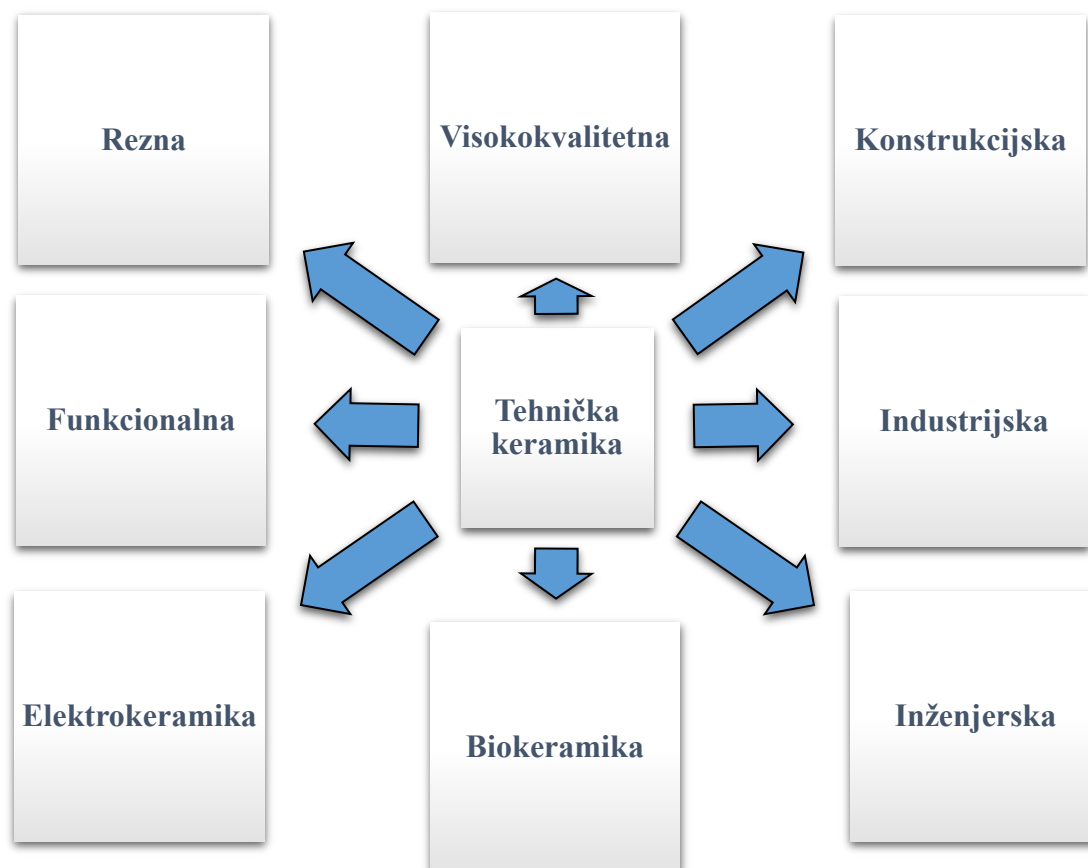 Rezna
Visokokvalitetna
Konstrukcijska
Funkcionalna
Tehnička
keramika
Industrijska
Elektrokeramika
Biokeramika
Inženjerska